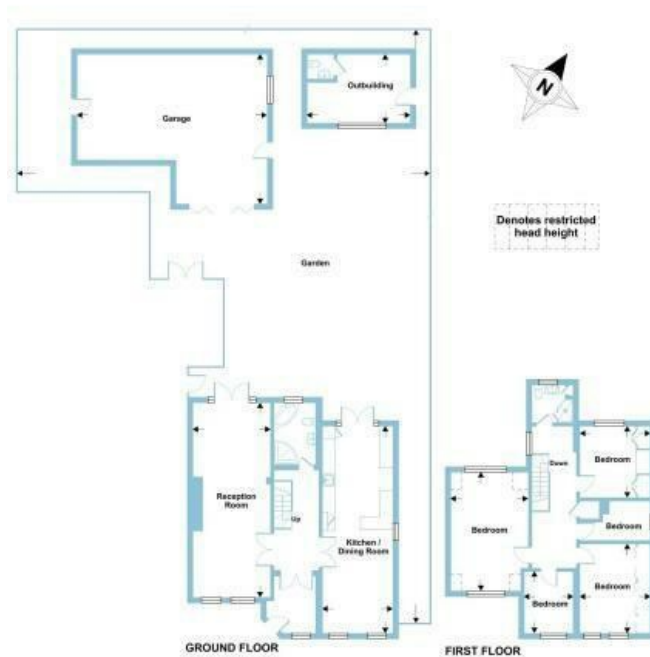 Garage
Outbuilding
N
Denotes restricted
head height
Garden
Reception
Room
Up
Kitchen /
Dining Room
GROUND FLOOR
Down
Bedroom
Bedroom
Bedroom
Bedroom
Bedroom
FIRST FLOOR